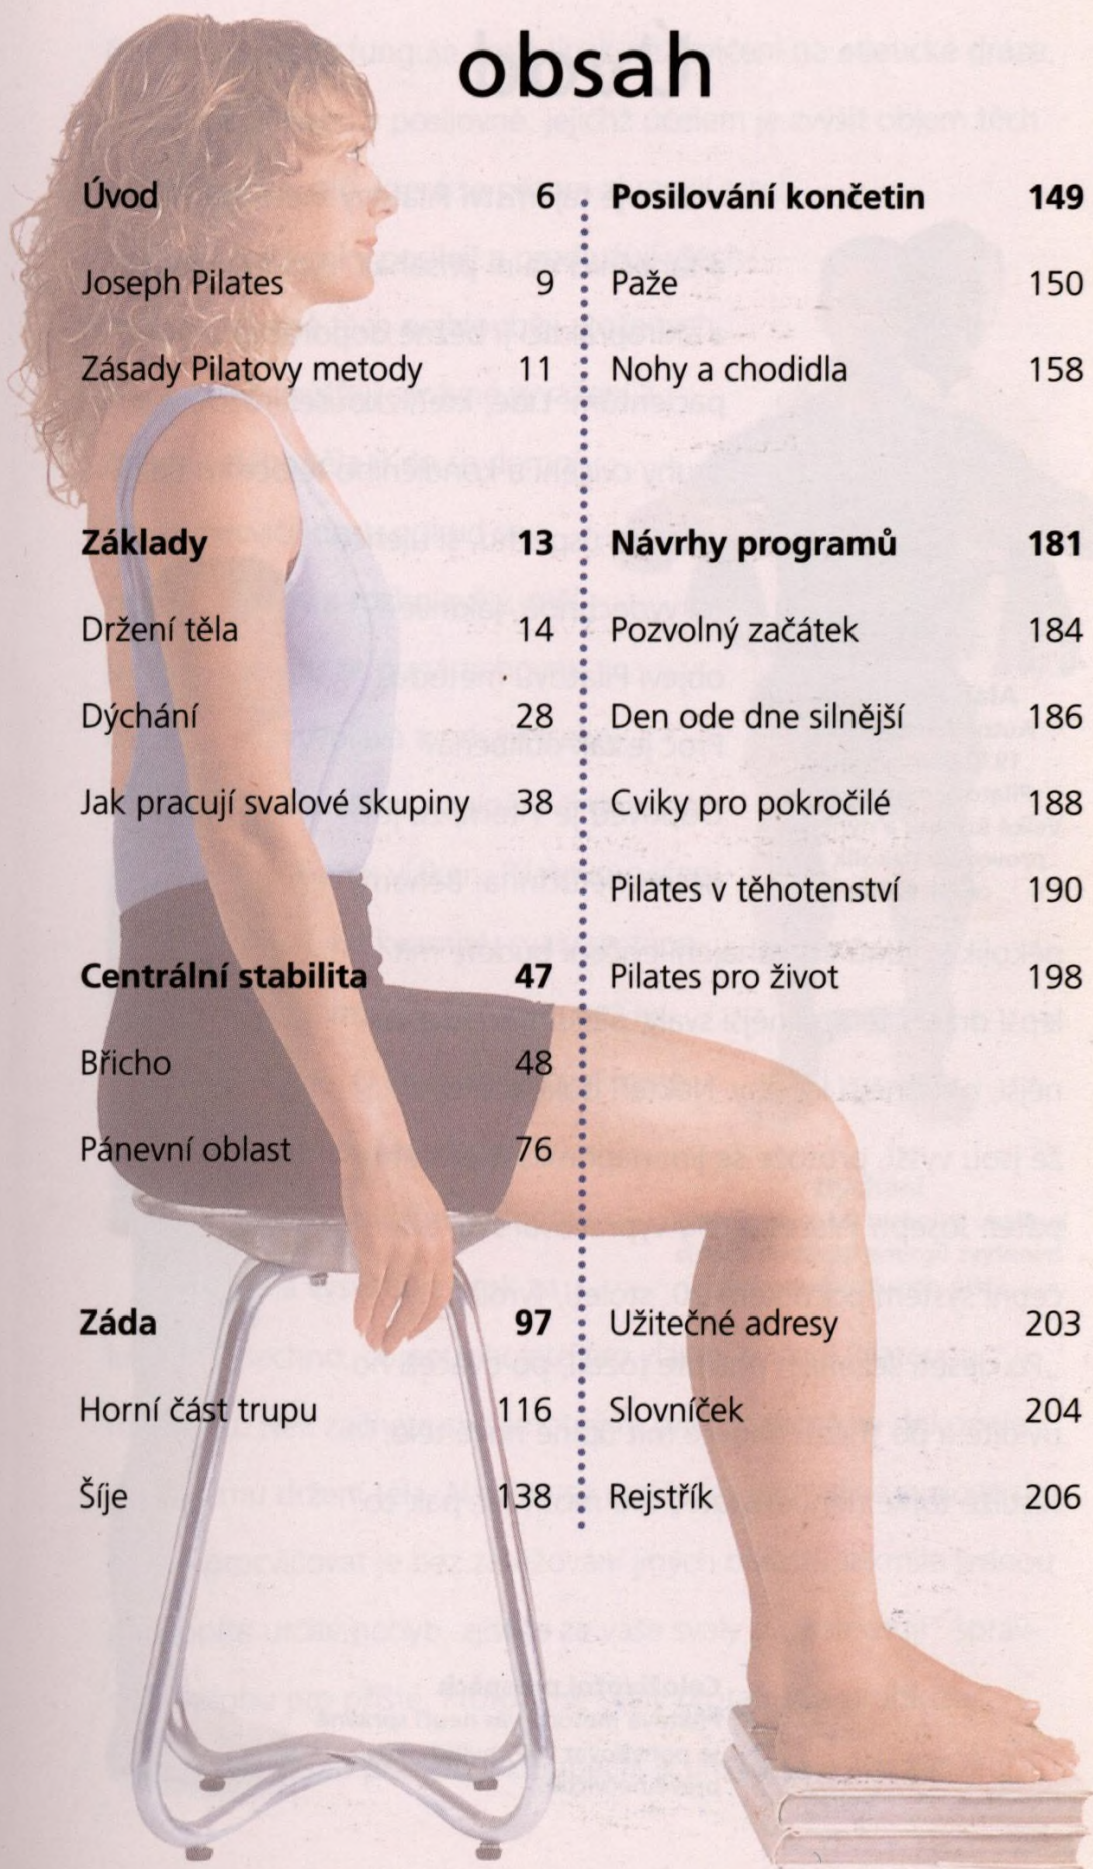 obsah
Úvod 6
Joseph Pilates 9
Zásady Pilatovy metody 11
Základy 13
Držení těla 14
Dýchání 28
Jak pracují svalové skupiny 38
Centrální stabilita 47
Břicho 48
Pánevní oblast 76
Záda 97
Horní část trupu 116
Šíje 138
Posilování končetin 149
Paže 150
Nohy a chodidla 158
Návrhy programů 181
Pozvolný začátek 184
Den ode dne silnější 186
Cviky pro pokročilé 188
Pilates v těhotenství 190
Pilates pro život 198
Užitečné adresy 203
Slovníček 204
Rejstřík 206